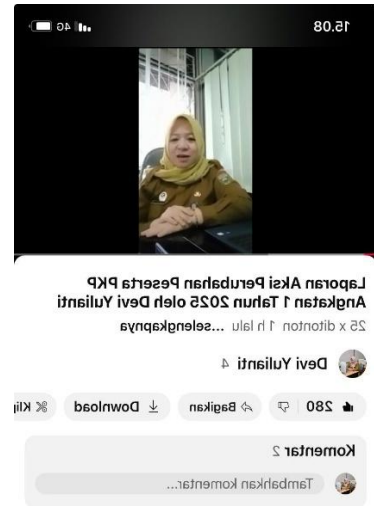 15.08 4G
Laporan Aksi Perubahan Peserta PKP
Angkatan 1 Tahun 2025 oleh Devi Yulianti
25 x ditonton 1 h lalu ...selengkapnya
Devi Yulianti 4
280 Bagikan Download Klip
Komentar 2
Tambahkan komentar...